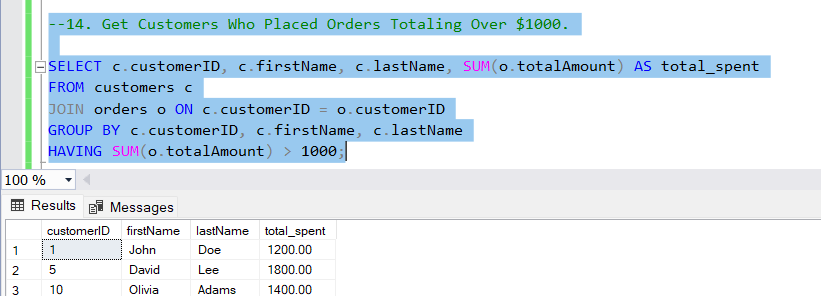 --14. Get Customers Who Placed Orders Totaling Over $1000.
SELECT c.customerID, c.firstName, c.lastName, SUM(o.totalAmount) AS total_spent
FROM customers c
JOIN orders o ON c.customerID = o.customerID
GROUP BY c.customerID, c.firstName, c.lastName
HAVING SUM(o.totalAmount) > 1000;
100 %
Results Messages
customerID firstName lastName total_spent
1 1 John Doe 1200.00
2 5 David Lee 1800.00
3 10 Olivia Adams 1400.00